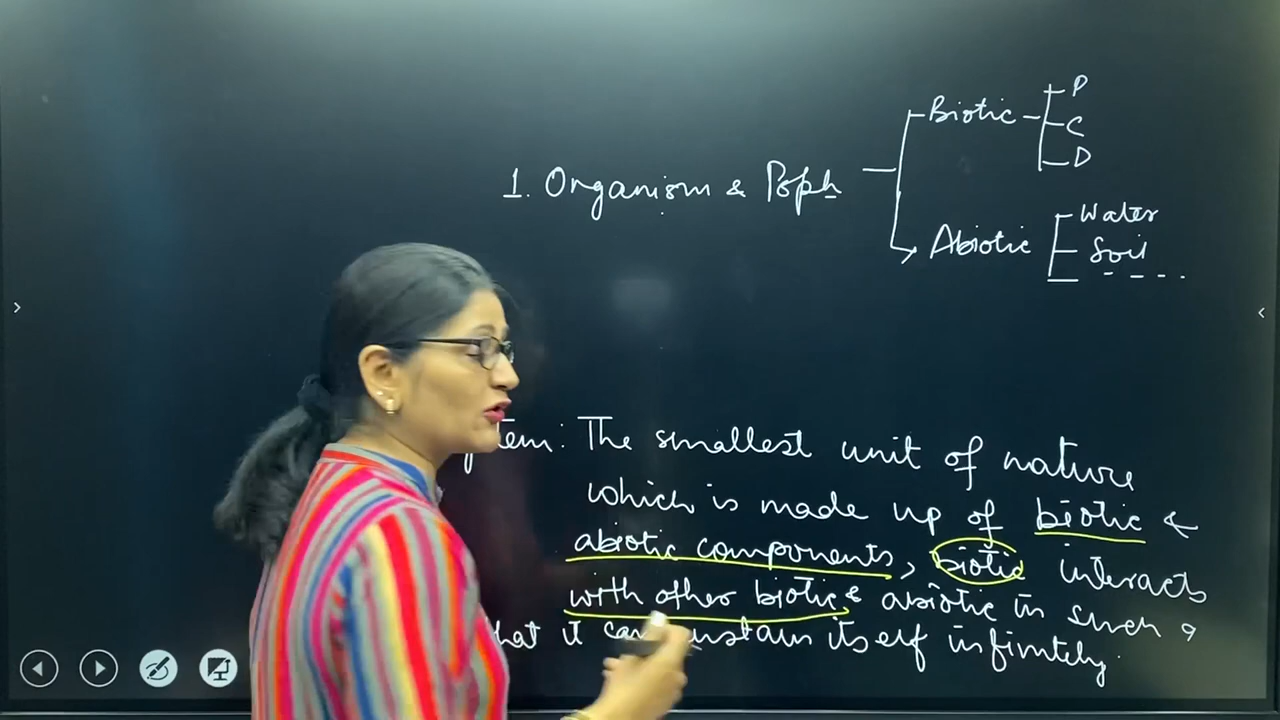 Biotic
P
C
D
1. Organism & Popn
Abiotic
Water
Soil
tem: The smallest unit of nature
which is made up of biotic &
abiotic components, biotic interacts
with other biotic & abiotic in such a
that it can sustain itself infinitely.